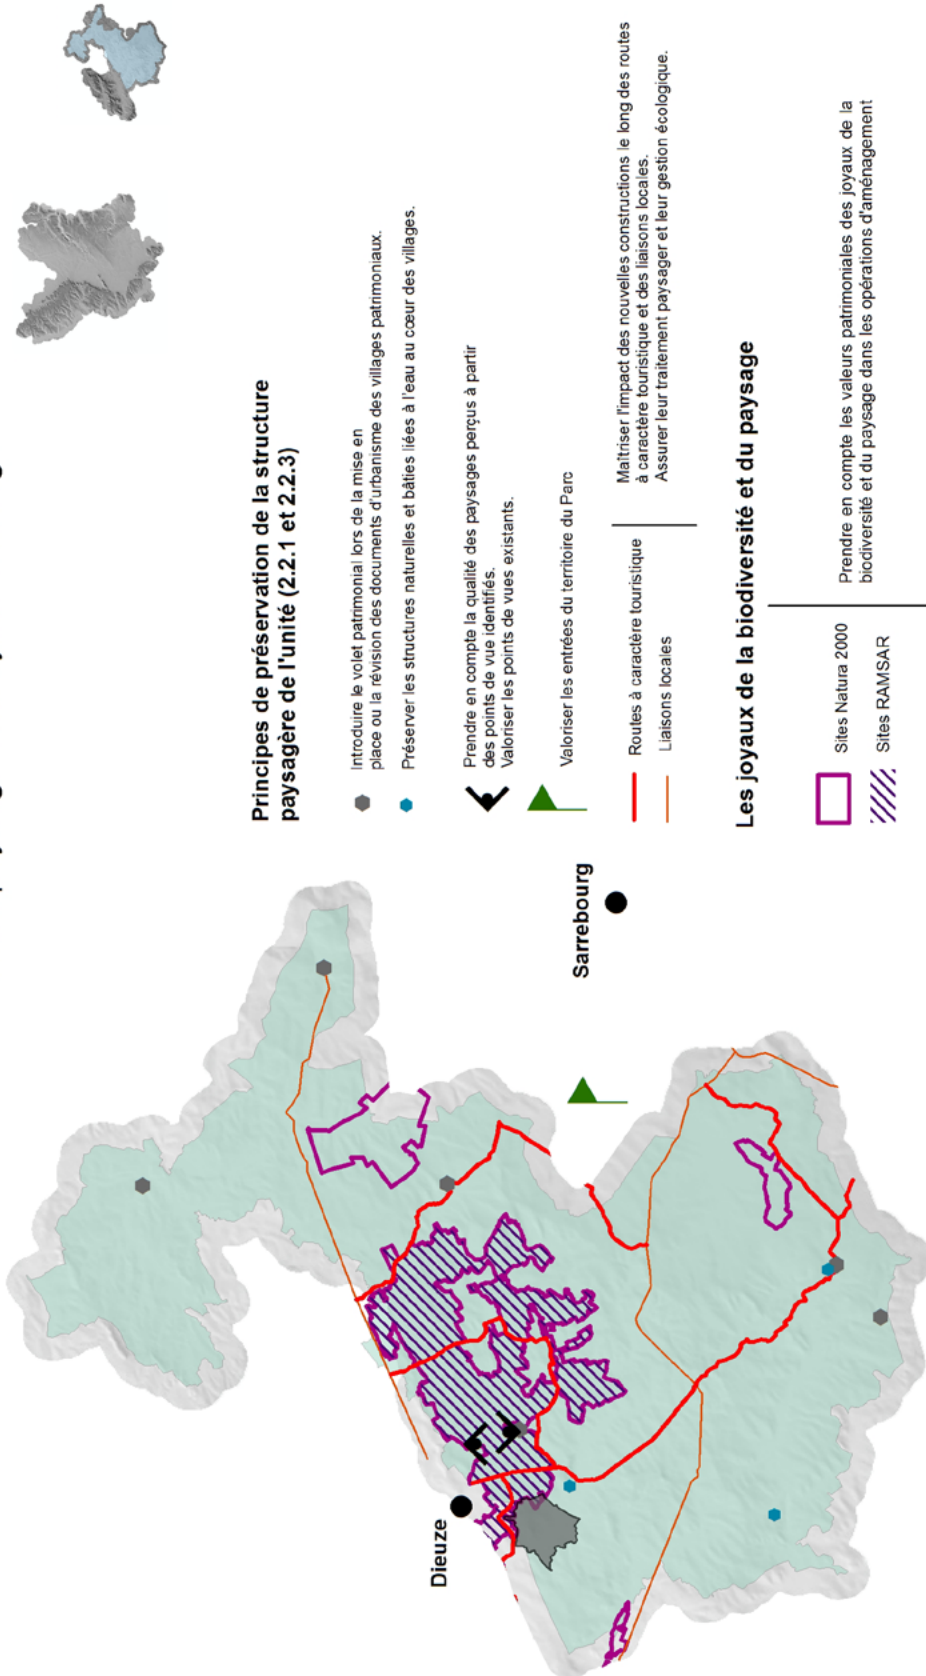 Principes de préservation de la structure
paysagère de l'unité (2.2.1 et 2.2.3)
Introduire le volet patrimonial lors de la mise en
place ou la révision des documents d'urbanisme des villages patrimoniaux.
Préserver les structures naturelles et bâties liées à l'eau au cœur des villages.
Prendre en compte la qualité des paysages perçus à partir
des points de vue identifiés.
Valoriser les points de vues existants.
Valoriser les entrées du territoire du Parc
Routes à caractère touristique
Liaisons locales
Maîtriser l'impact des nouvelles constructions le long des routes
à caractère touristique et des liaisons locales.
Assurer leur traitement paysager et leur gestion écologique.
Les joyaux de la biodiversité et du paysage
Sites Natura 2000
Sites RAMSAR
Prendre en compte les valeurs patrimoniales des joyaux de la
biodiversité et du paysage dans les opérations d'aménagement
Dieuze
Sarrebourg